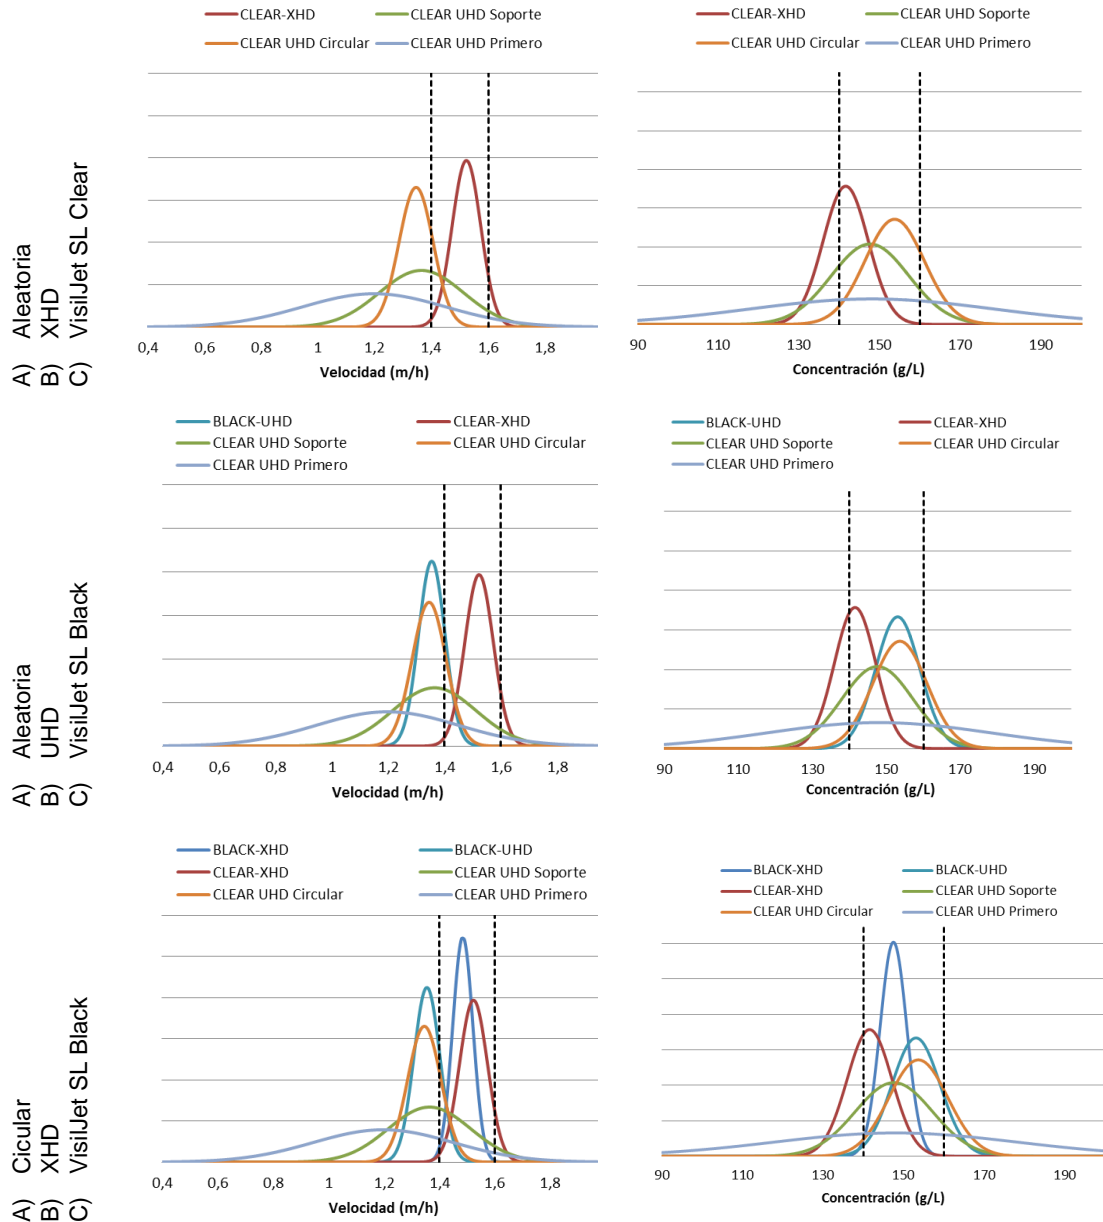 A) Aleatoria
B) XHD
C) VisilJet SL Clear
CLEAR-XHD CLEAR UHD Soporte
CLEAR UHD Circular CLEAR UHD Primero
0,4 0,6 0,8 1 1,2 1,4 1,6 1,8
Velocidad (m/h)
CLEAR-XHD CLEAR UHD Soporte
CLEAR UHD Circular CLEAR UHD Primero
90 110 130 150 170 190
Concentración (g/L)
A) Aleatoria
B) UHD
C) VisilJet SL Black
BLACK-UHD CLEAR-XHD
CLEAR UHD Soporte CLEAR UHD Circular
CLEAR UHD Primero
0,4 0,6 0,8 1 1,2 1,4 1,6 1,8
Velocidad (m/h)
BLACK-UHD CLEAR-XHD
CLEAR UHD Soporte CLEAR UHD Circular
CLEAR UHD Primero
90 110 130 150 170 190
Concentración (g/L)
A) Cicular
B) XHD
C) VisilJet SL Black
BLACK-XHD BLACK-UHD
CLEAR-XHD CLEAR UHD Soporte
CLEAR UHD Circular CLEAR UHD Primero
0,4 0,6 0,8 1 1,2 1,4 1,6 1,8
Velocidad (m/h)
BLACK-XHD BLACK-UHD
CLEAR-XHD CLEAR UHD Soporte
CLEAR UHD Circular CLEAR UHD Primero
90 110 130 150 170 190
Concentración (g/L)